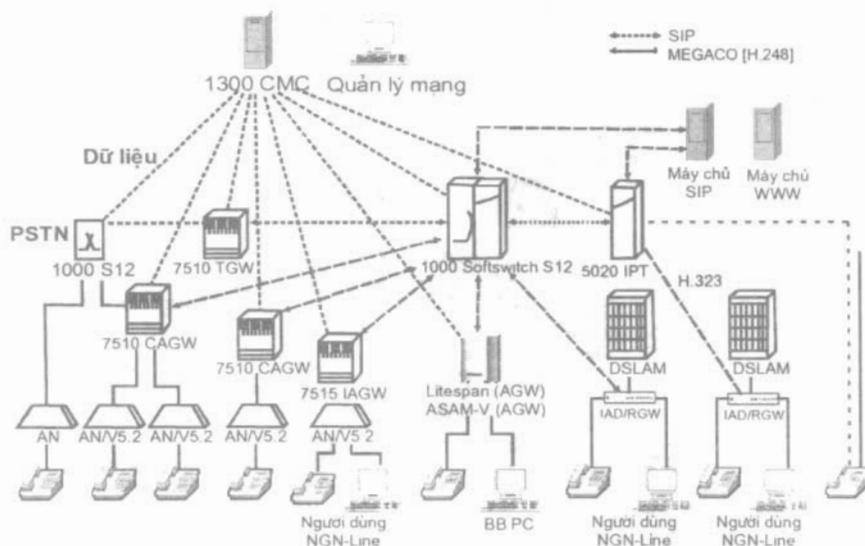 SIP
MEGACO [H.248]
1300 CMC
Quản lý mạng
Dữ liệu
Máy chủ
SIP
Máy chủ
WWW
PSTN
1000 S12
7510 TGW
1000 Softswitch S12
5020 IPT
H.323
7510 CAGW
7510 CAGW
7515 IAGW
Litespan (AGW)
ASAM-V (AGW)
DSLAM
DSLAM
IAD/RGW
IAD/RGW
AN
AN/V5.2
AN/V5.2
AN/V5.2
AN/V5.2
Người dùng
NGN-Line
BB PC
Người dùng
NGN-Line
Người dùng
NGN-Line